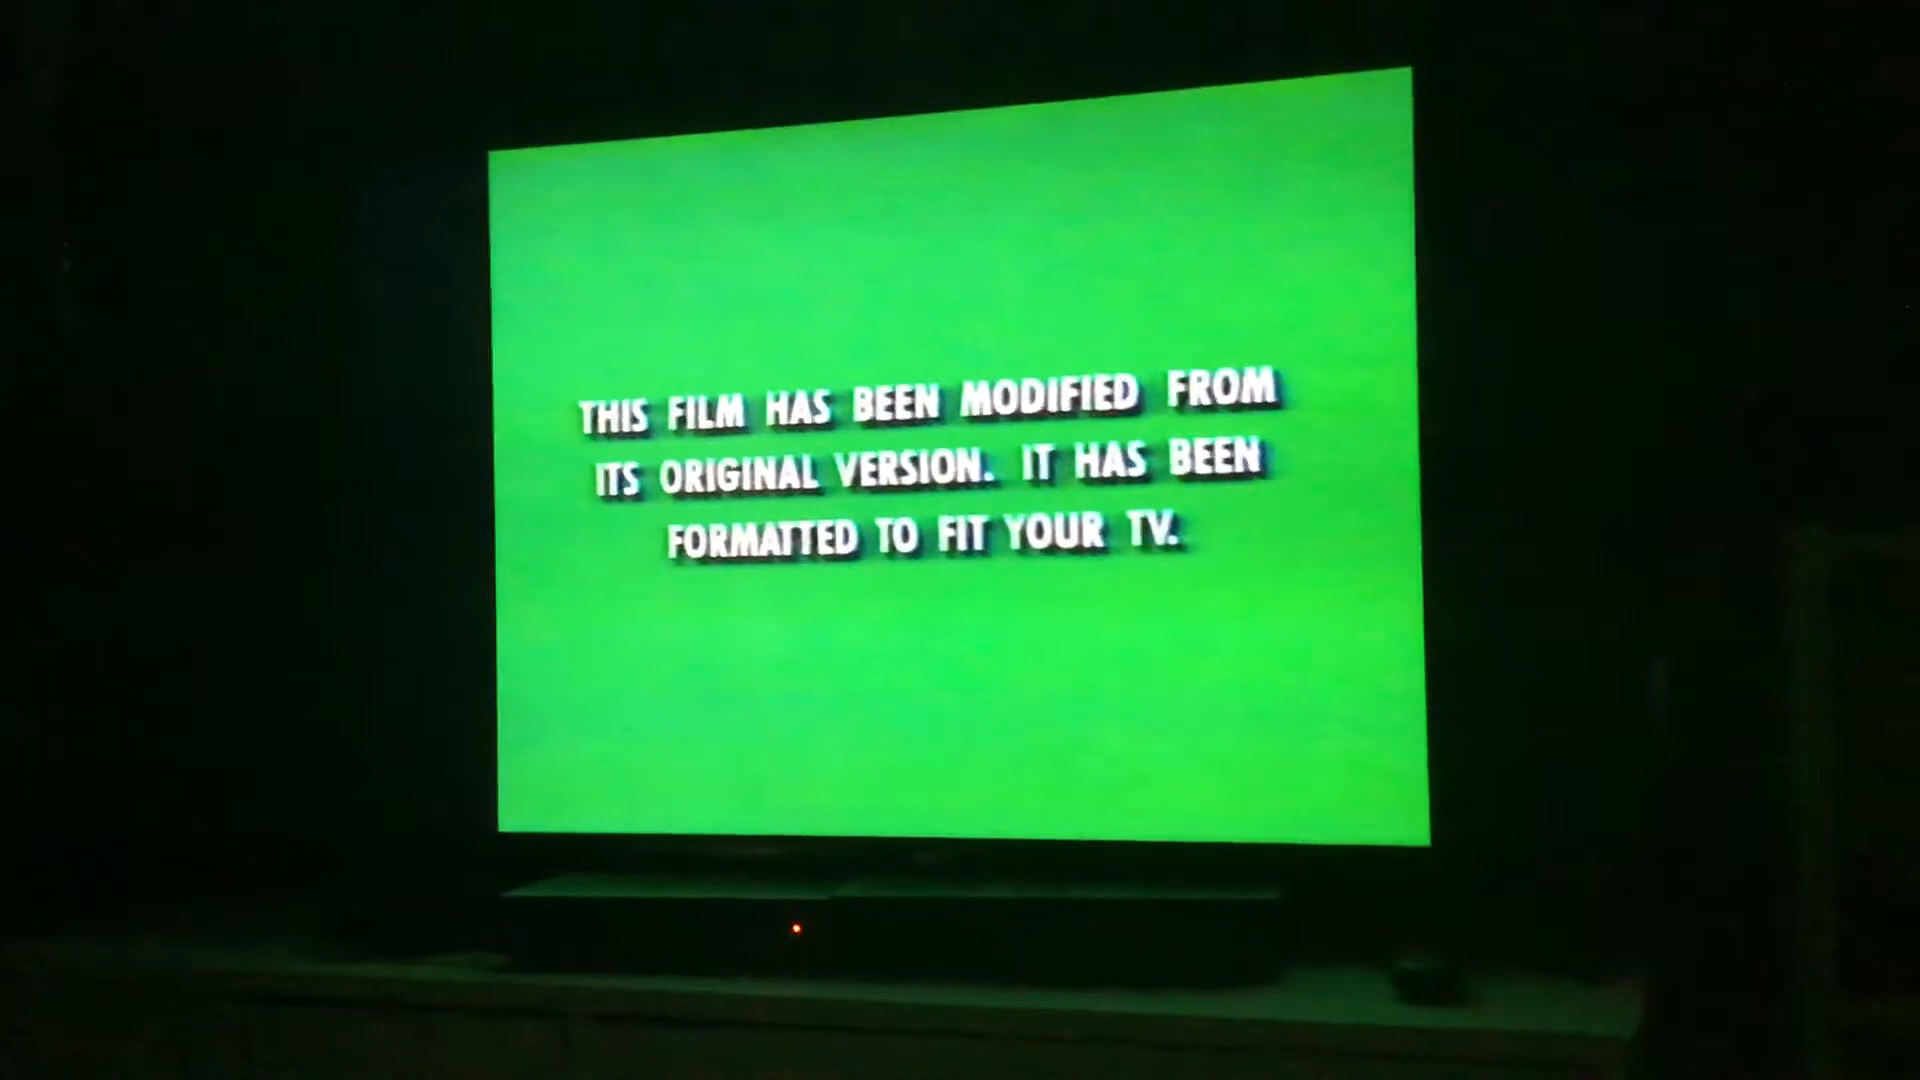 THIS FILM HAS BEEN MODIFIED FROM
ITS ORIGINAL VERSION. IT HAS BEEN
FORMATTED TO FIT YOUR TV.